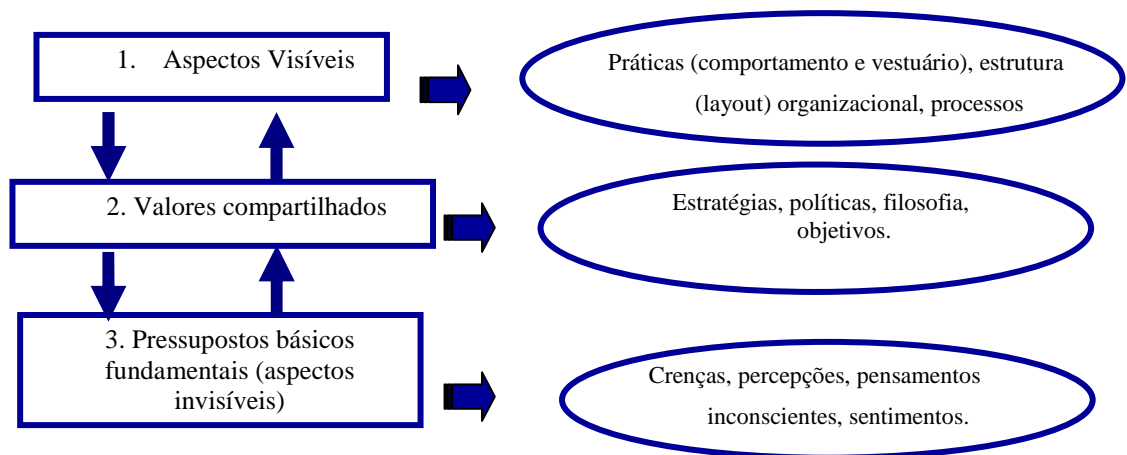 1. Aspectos Visíveis
Práticas (comportamento e vestuário), estrutura
(layout) organizacional, processos
2. Valores compartilhados
Estratégias, políticas, filosofia,
objetivos.
3. Pressupostos básicos
fundamentais (aspectos
invisíveis)
Crenças, percepções, pensamentos
inconscientes, sentimentos.